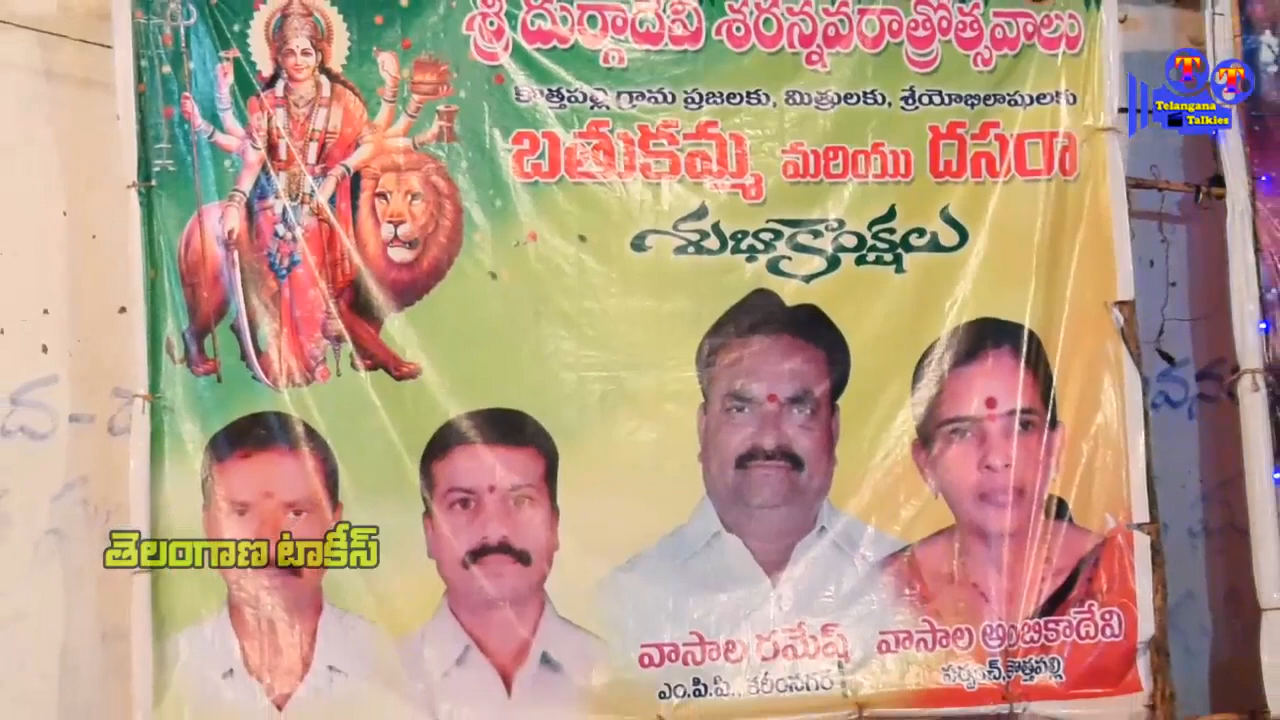 శ్రీ దుర్గాదేవి శరన్నవరాత్రోత్సవాలు
కొత్తపల్లి గ్రామ ప్రజలకు, మిత్రులకు, శ్రేయోభిలాషులకు
బతుకమ్మ మరియు దసరా
శుభాకాంక్షలు
TT
Telangana
Talkies
తెలంగాణ టాకీస్
వాసాల రమేష్ వాసాల అంబికాదేవి
ఎం.పి.పి., కరీంనగర్ సర్పంచ్,కొత్తపల్లి